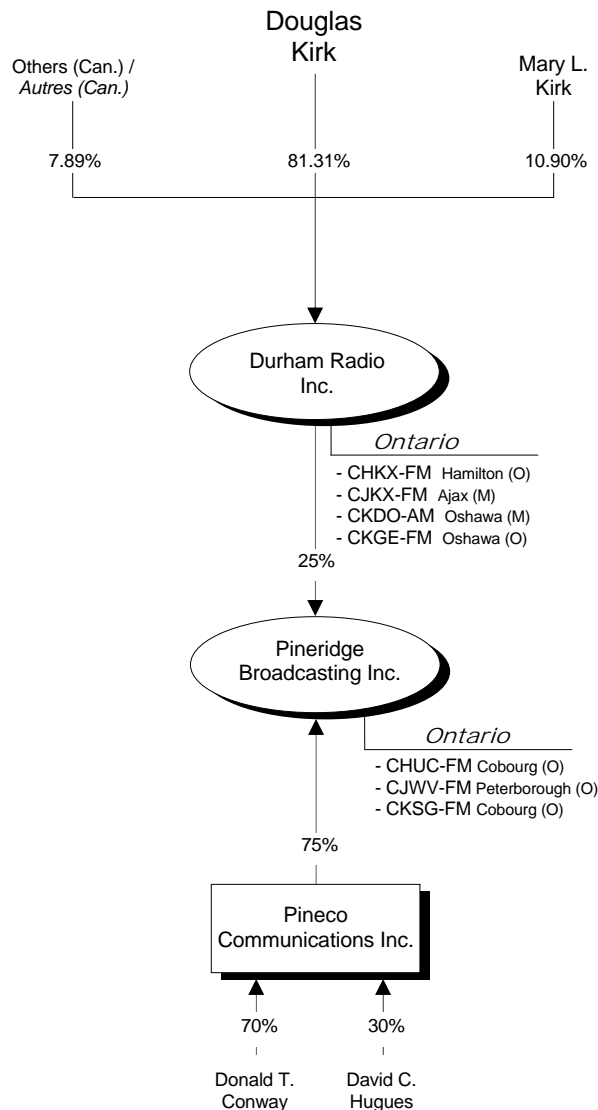 Douglas
Kirk
Others (Can.) /
Autres (Can.)
Mary L.
Kirk
7.89%
81.31%
10.90%
Durham Radio
Inc.
Ontario
- CHKX-FM Hamilton (O)
- CJKX-FM Ajax (M)
- CKDO-AM Oshawa (M)
- CKGE-FM Oshawa (O)
25%
Pineridge
Broadcasting Inc.
Ontario
- CHUC-FM Cobourg (O)
- CJWV-FM Peterborough (O)
- CKSG-FM Cobourg (O)
75%
Pineco
Communications Inc.
70%
30%
Donald T.
Conway
David C.
Hugues